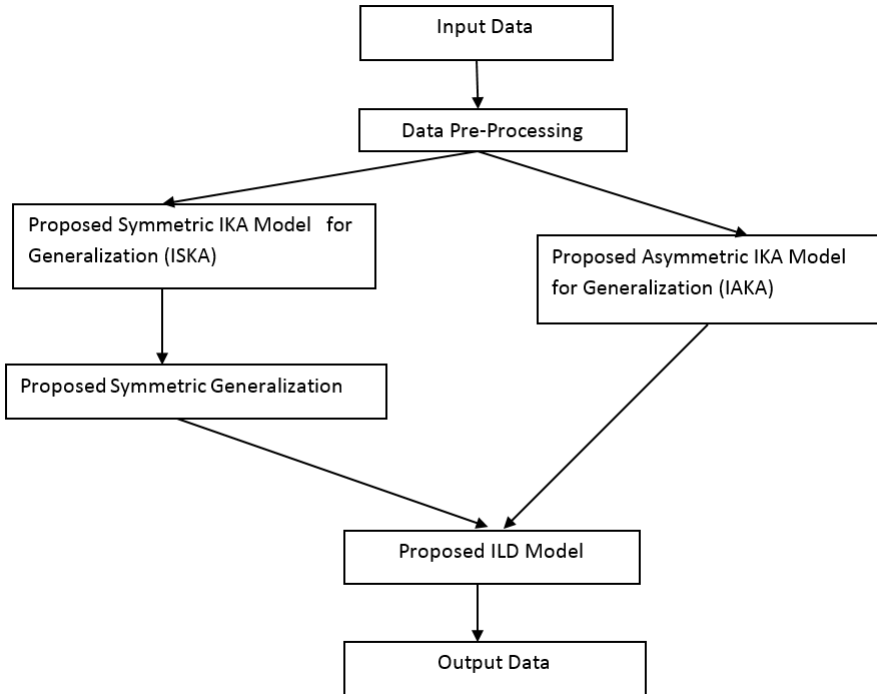 Input Data
Data Pre-Processing
Proposed Symmetric IKA Model for
Generalization (ISKA)
Proposed Asymmetric IKA Model
for Generalization (IAKA)
Proposed Symmetric Generalization
Proposed ILD Model
Output Data